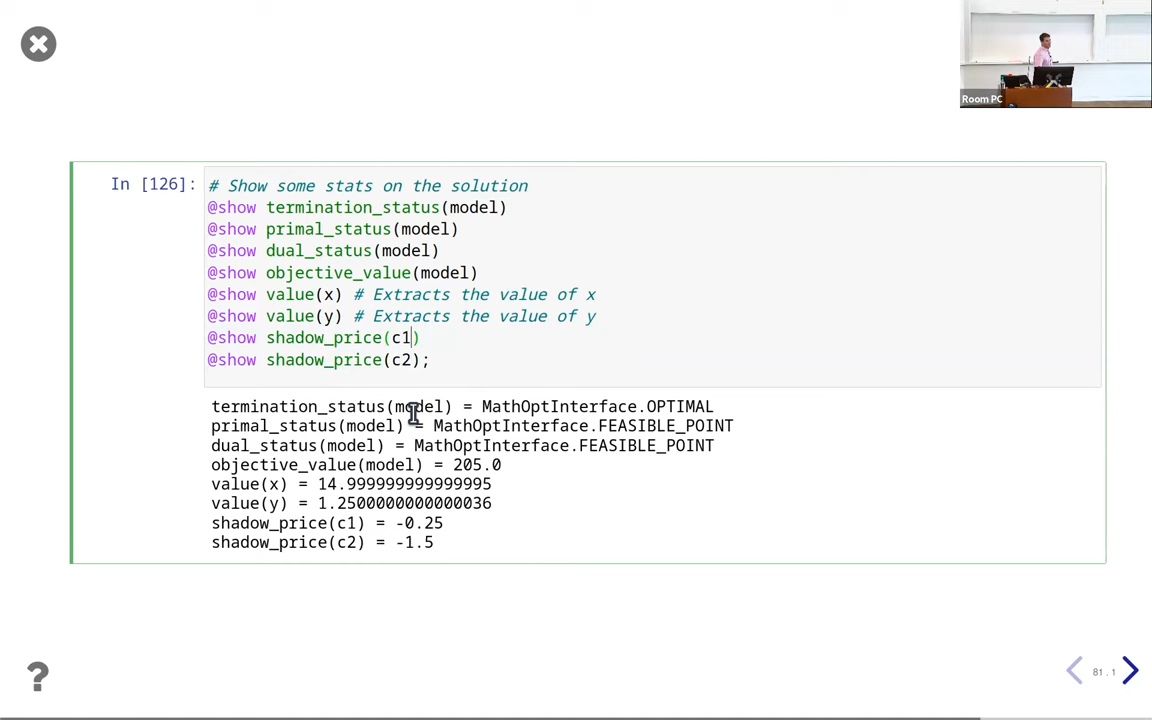 Room PC
In [126]:
# Show some stats on the solution
@show termination_status(model)
@show primal_status(model)
@show dual_status(model)
@show objective_value(model)
@show value(x) # Extracts the value of x
@show value(y) # Extracts the value of y
@show shadow_price(c1)
@show shadow_price(c2);
termination_status(model) = MathOptInterface.OPTIMAL
primal_status(model) = MathOptInterface.FEASIBLE_POINT
dual_status(model) = MathOptInterface.FEASIBLE_POINT
objective_value(model) = 205.0
value(x) = 14.999999999999995
value(y) = 1.2500000000000036
shadow_price(c1) = -0.25
shadow_price(c2) = -1.5
?
81.1